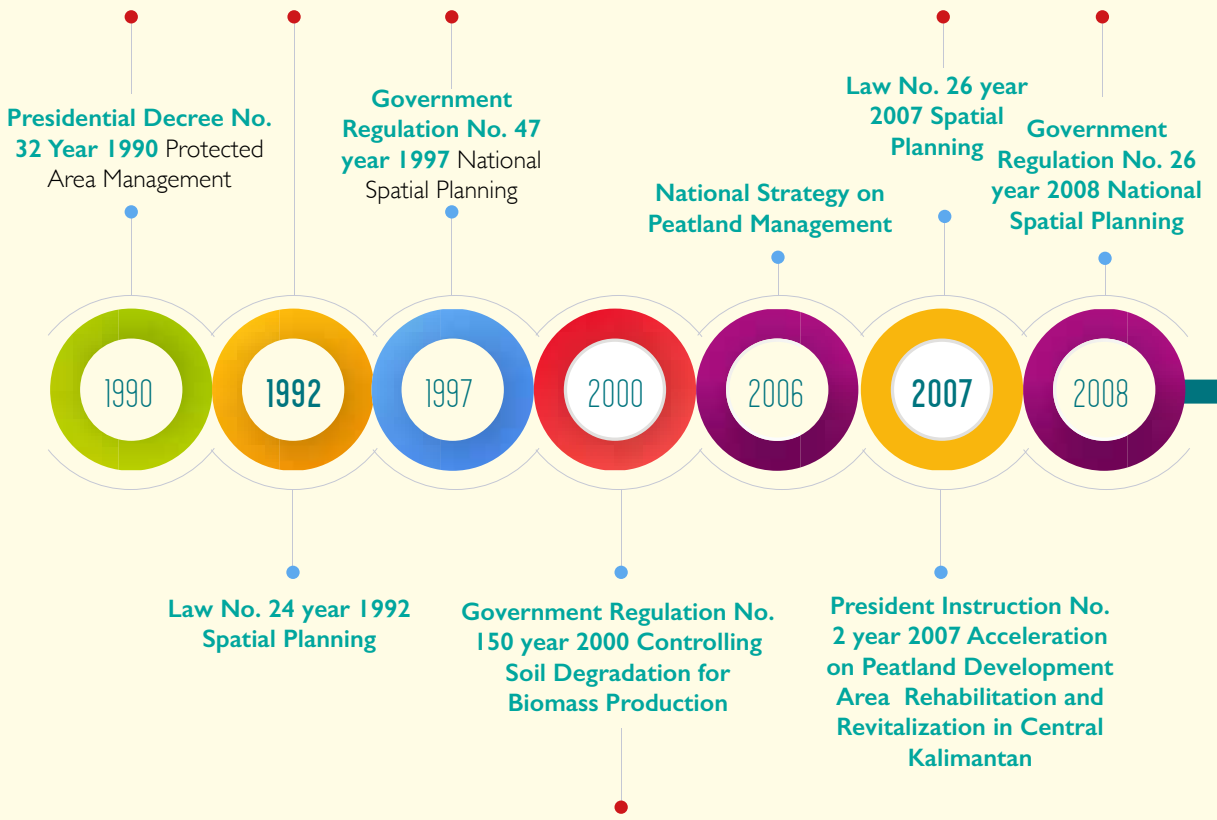 Presidential Decree No.
32 Year 1990 Protected
Area Management
Government
Regulation No. 47
year 1997 National
Spatial Planning
National Strategy on
Peatland Management
Law No. 26 year
2007 Spatial
Planning
Government
Regulation No. 26
year 2008 National
Spatial Planning
1990
1992
1997
2000
2006
2007
2008
Law No. 24 year 1992
Spatial Planning
Government Regulation No.
150 year 2000 Controlling
Soil Degradation for
Biomass Production
President Instruction No.
2 year 2007 Acceleration
on Peatland Development
Area Rehabilitation and
Revitalization in Central
Kalimantan